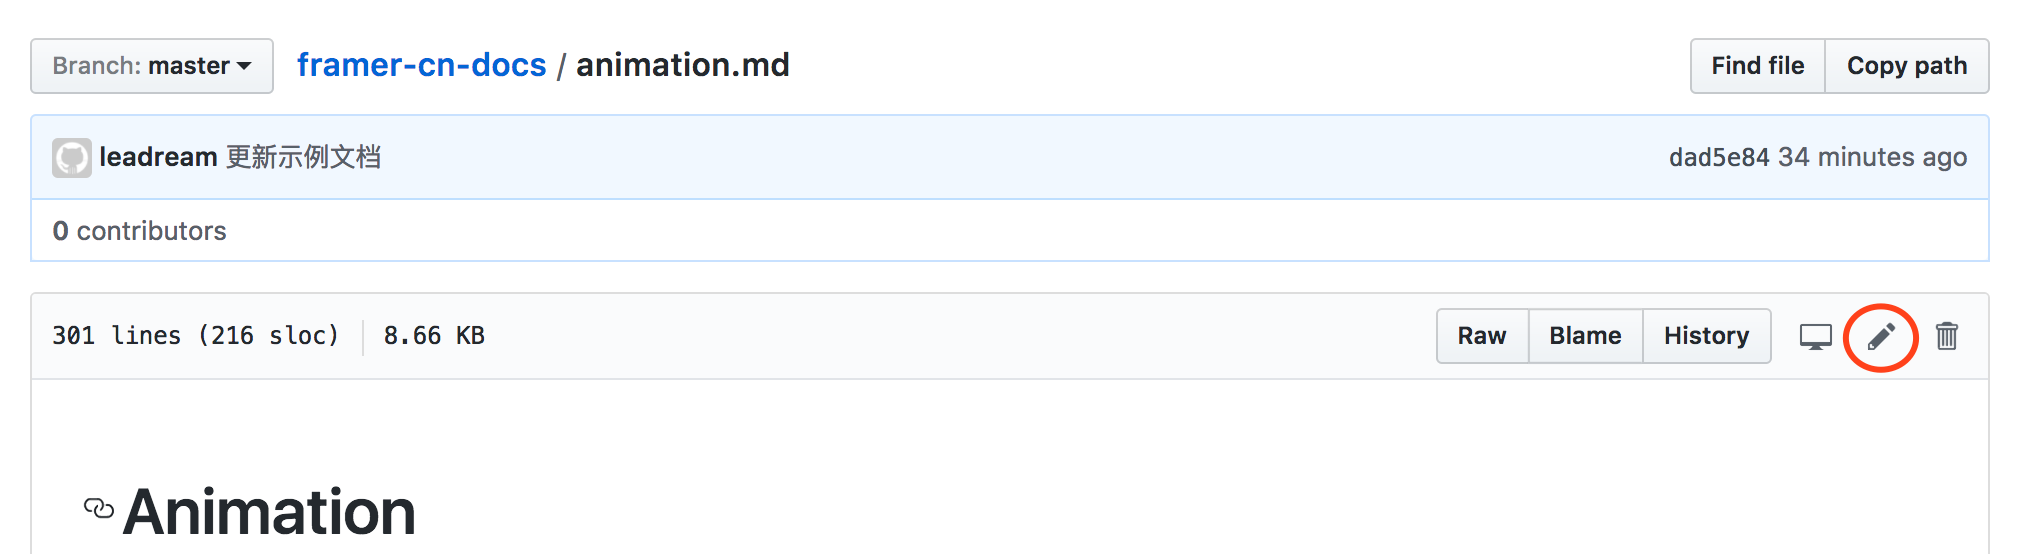 Branch: master framer-cn-docs / animation.md Find file Copy path
leadream 更新示例文档 dad5e84 34 minutes ago
0 contributors
301 lines (216 sloc) 8.66 KB Raw Blame History
Animation